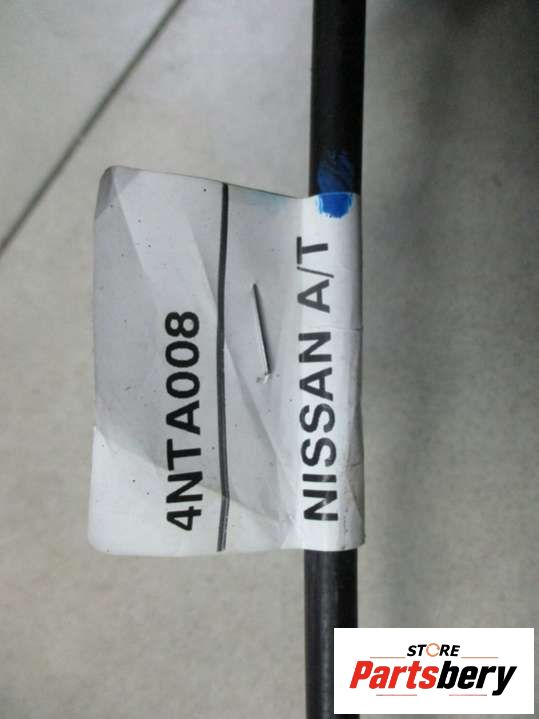 4NTA008
NISSAN A/T
STORE
Partsbery